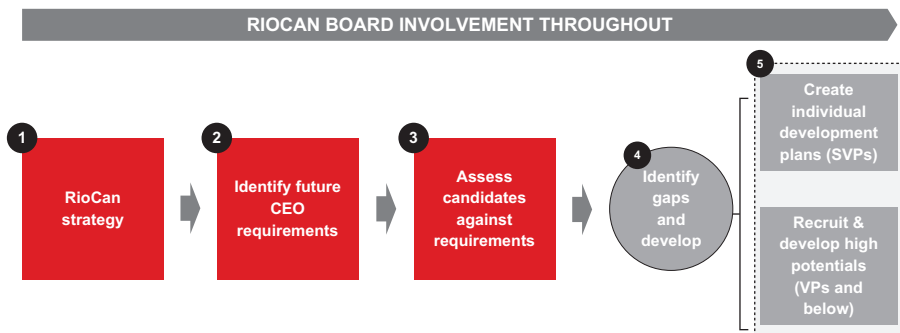 RIOCAN BOARD INVOLVEMENT THROUGHOUT
1
RioCan
strategy
2
Identify future
CEO
requirements
3
Assess
candidates
against
requirements
4
Identify
gaps
and
develop
5
Create
individual
development
plans (SVPs)
Recruit &
develop high
potentials
(VPs and
below)